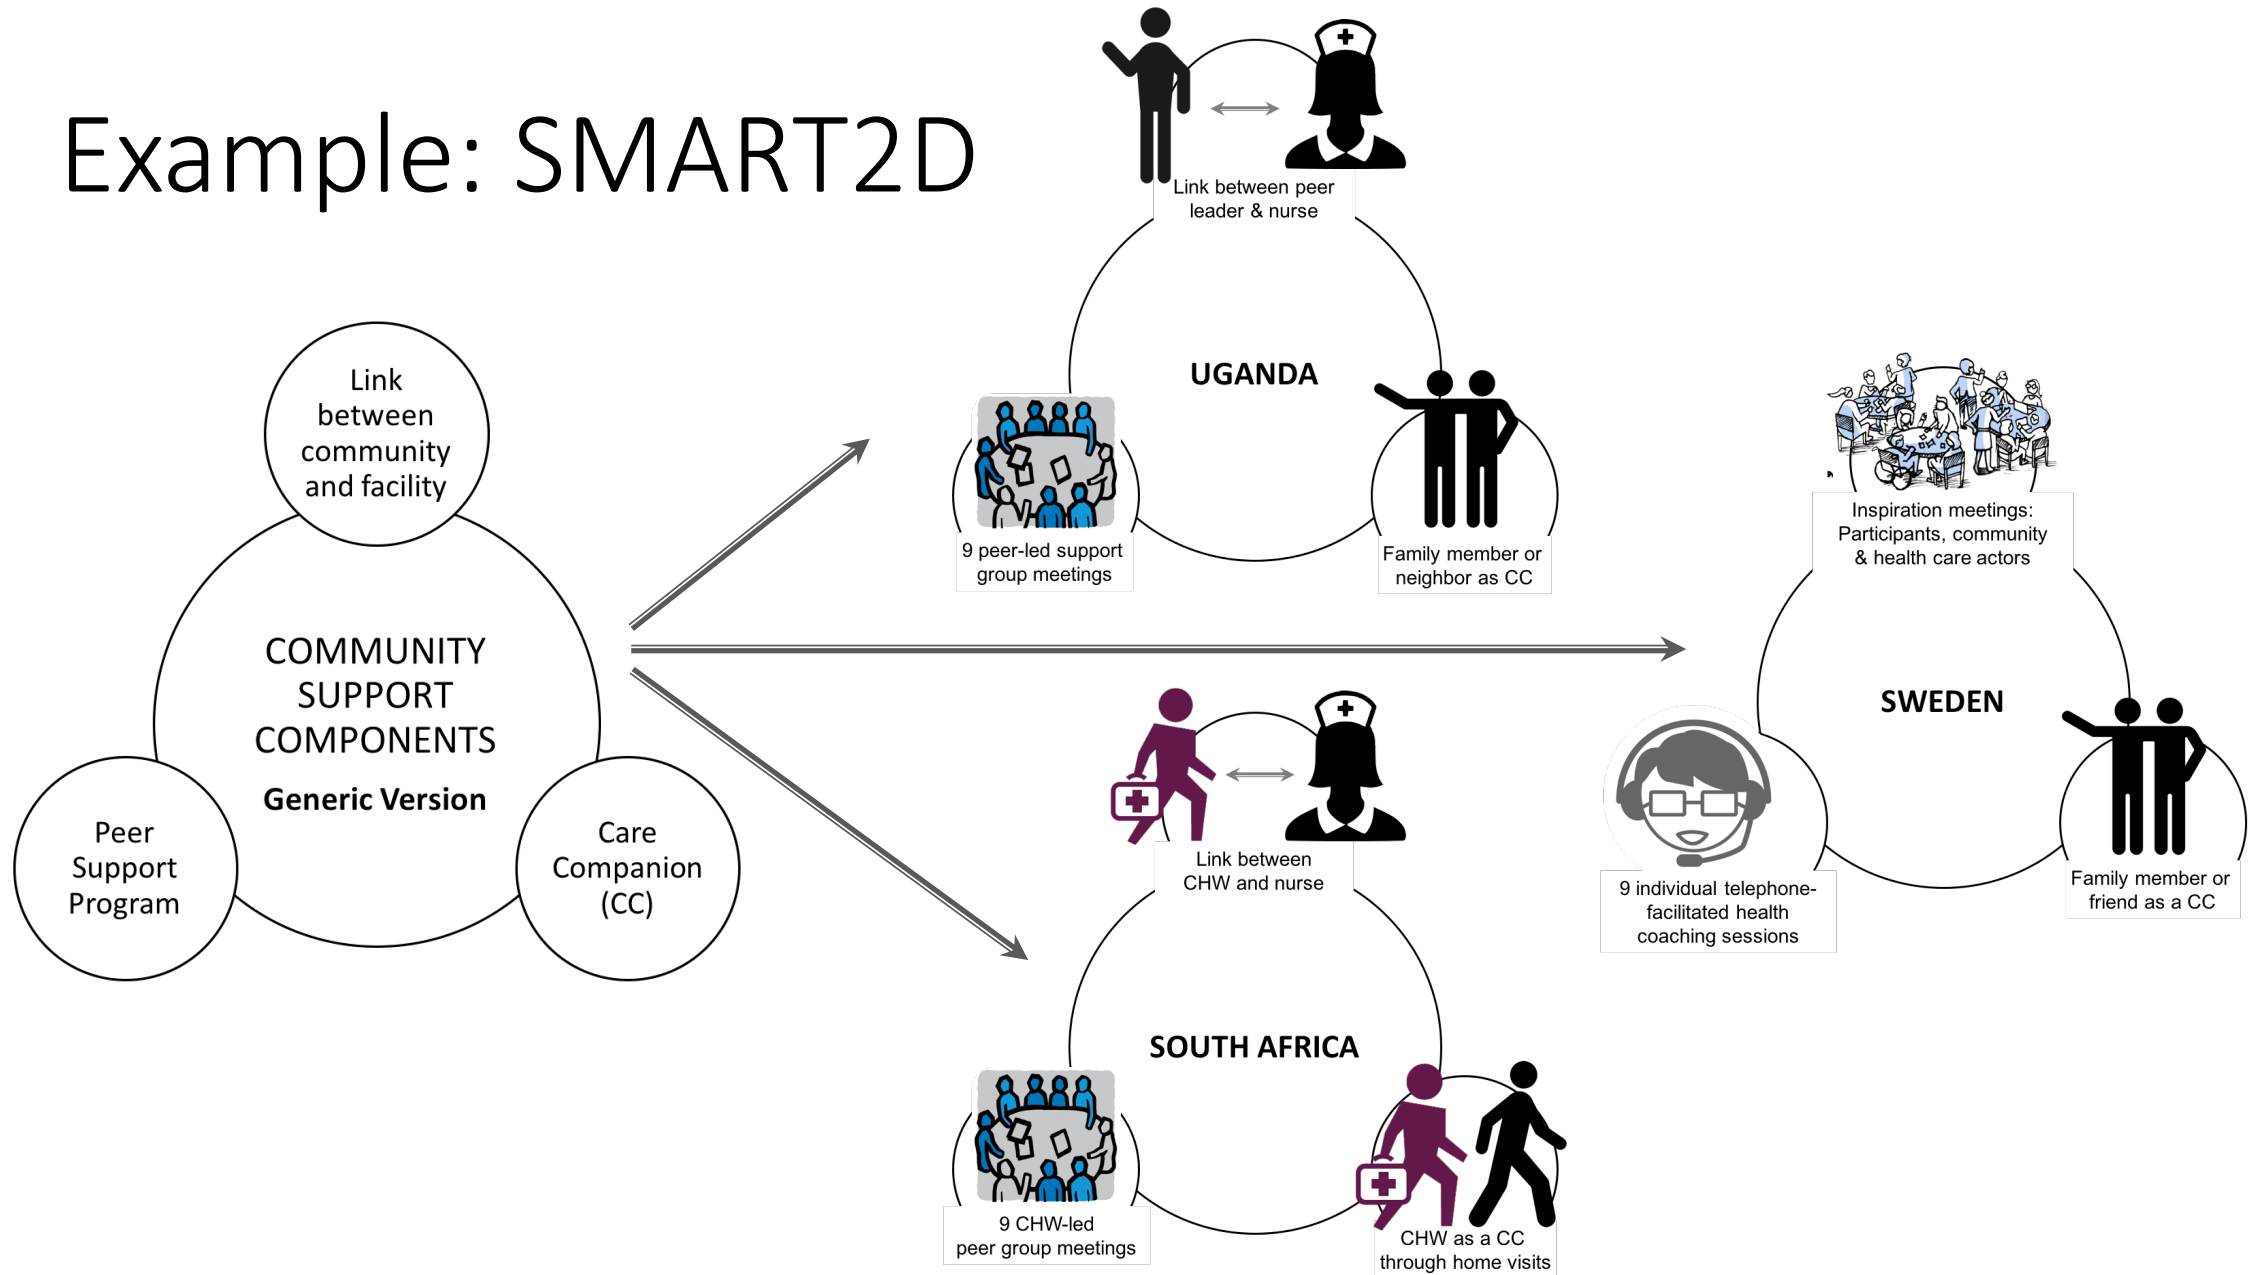 Example: SMART2D
Link
between
community
and facility
COMMUNITY
SUPPORT
COMPONENTS
Generic Version
Peer
Support
Program
Care
Companion
(CC)
Link between peer
leader & nurse
UGANDA
9 peer-led support
group meetings
Family member or
neighbor as CC
Inspiration meetings:
Participants, community
& health care actors
SWEDEN
9 individual telephone-
facilitated health
coaching sessions
Family member or
friend as a CC
Link between
CHW and nurse
SOUTH AFRICA
9 CHW-led
peer group meetings
CHW as a CC
through home visits